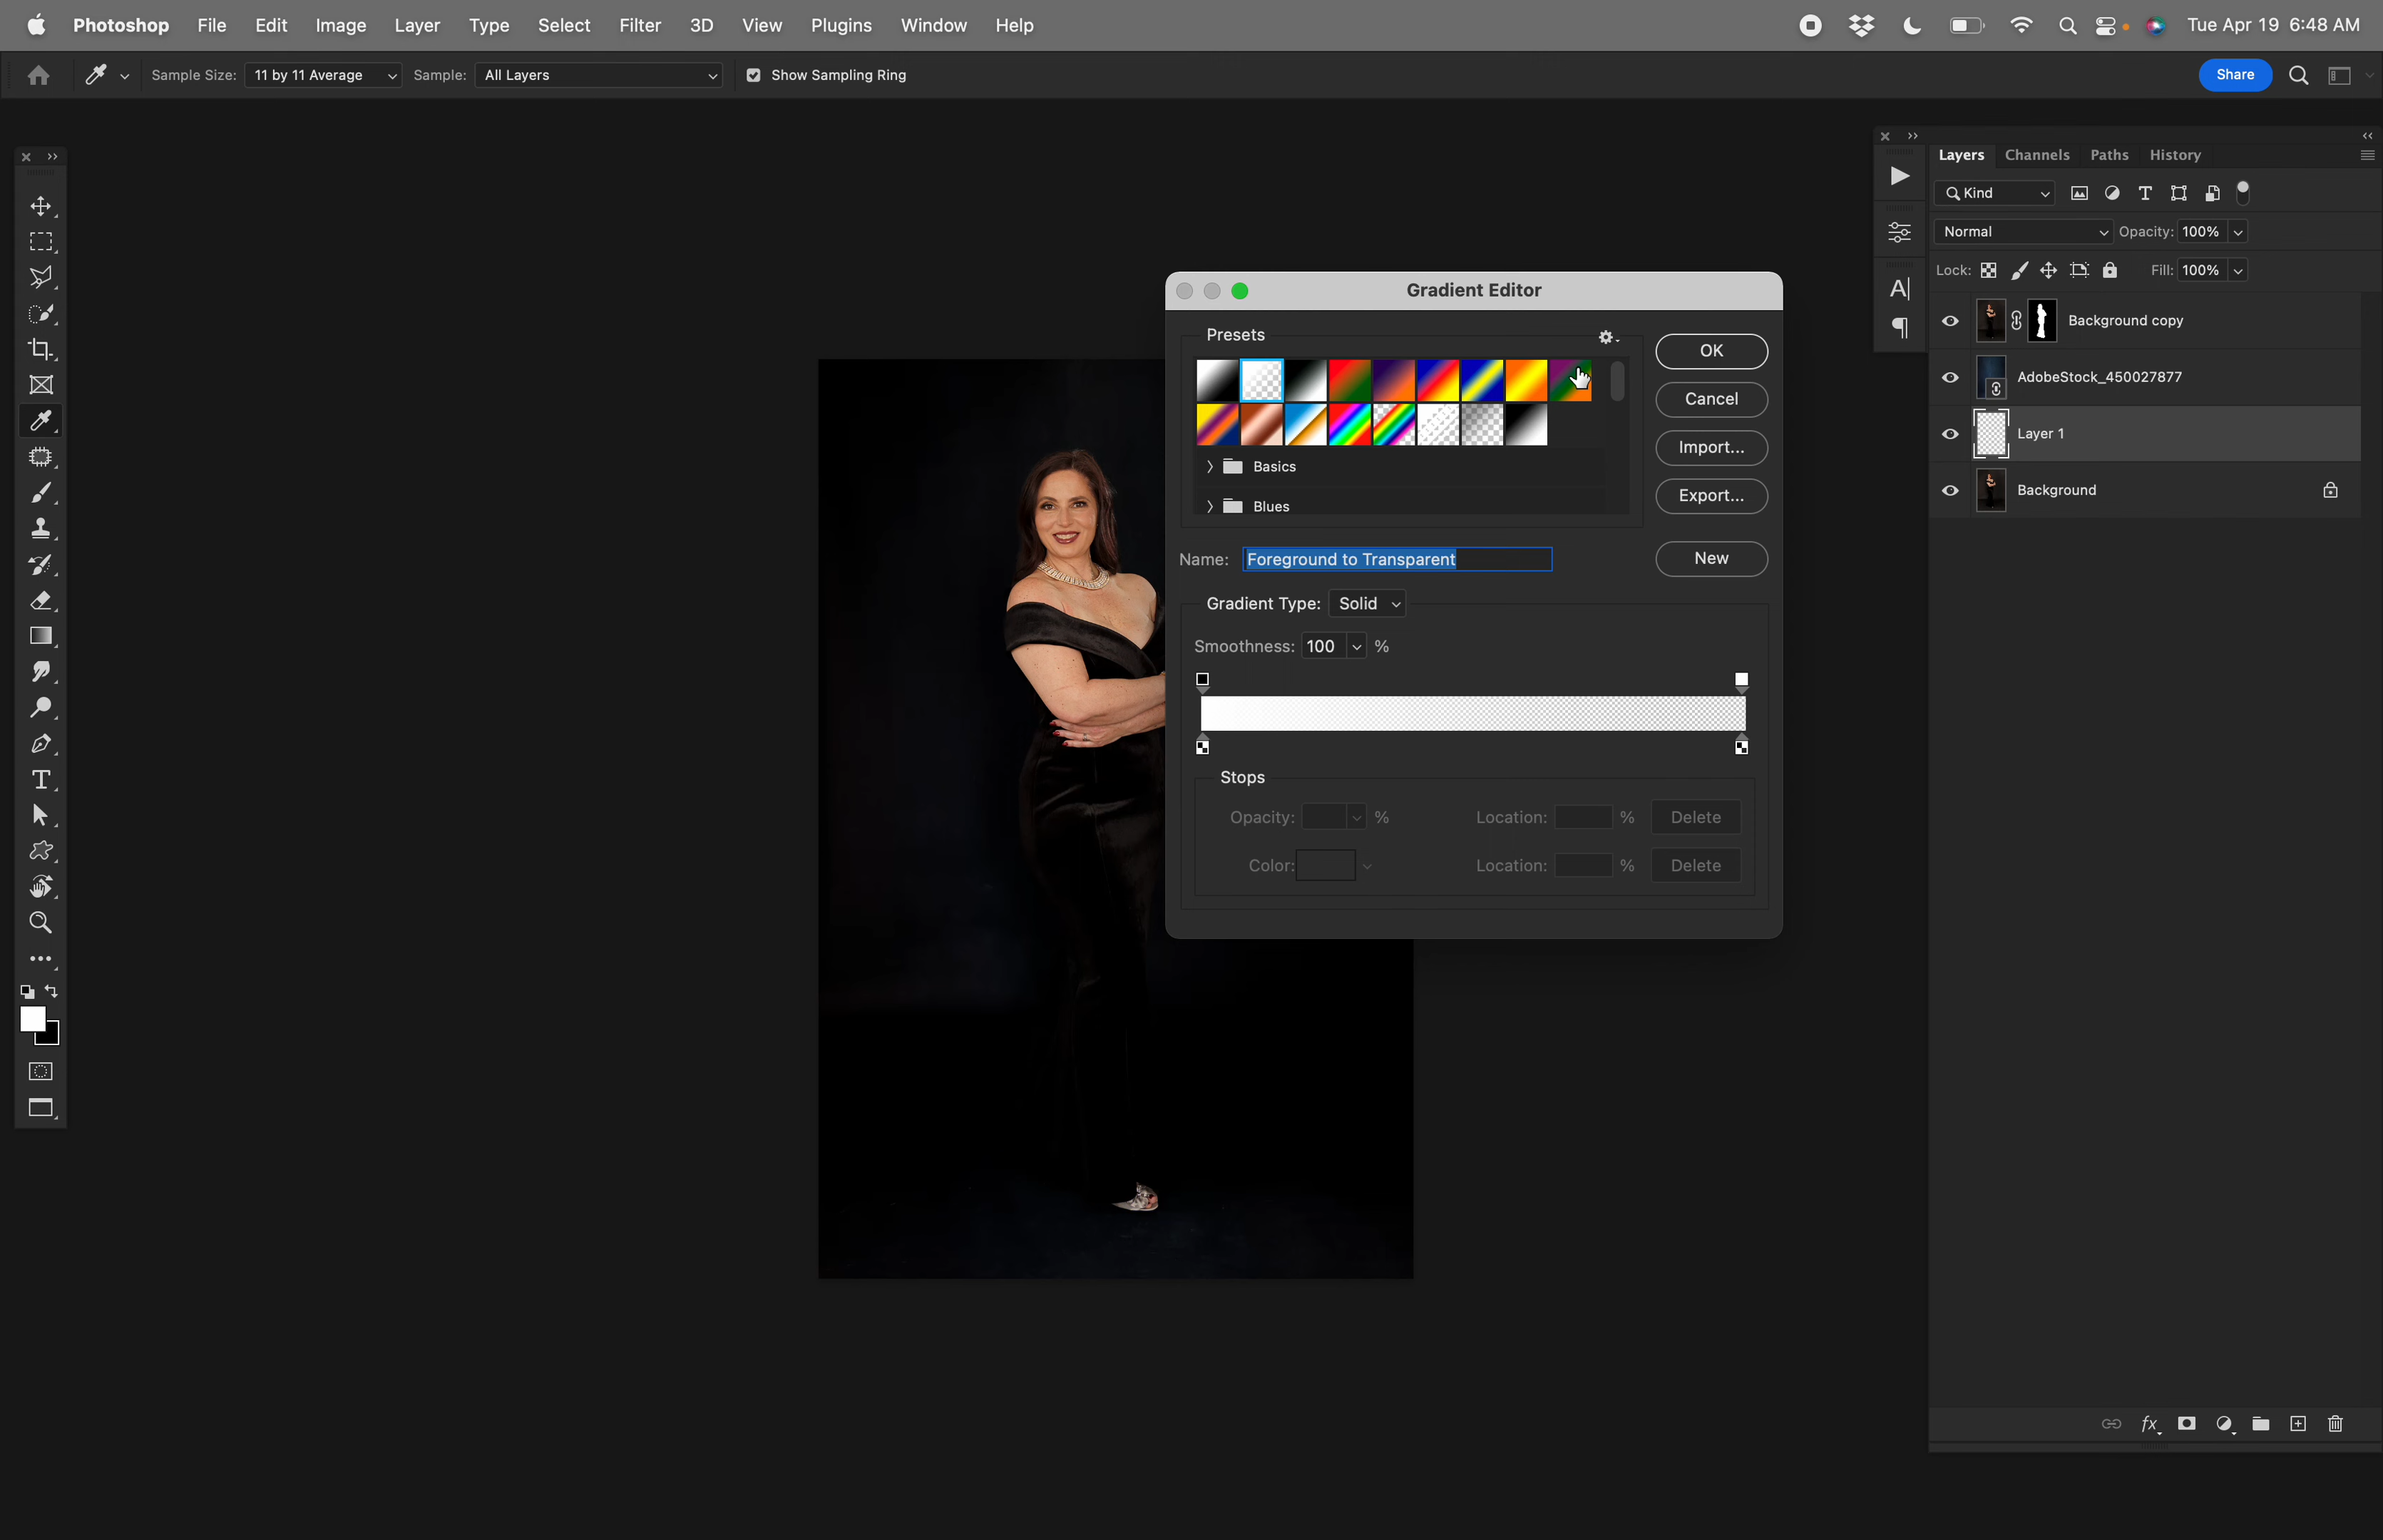 Photoshop File Edit Image Layer Type Select Filter 3D View Plugins Window Help Tue Apr 19 6:48 AM
Sample Size: 11 by 11 Average Sample: All Layers Show Sampling Ring Share
Layers Channels Paths History
Kind
Normal Opacity: 100%
Lock: Fill: 100%
Background copy
AdobeStock_450027877
Layer 1
Background
Gradient Editor
Presets
OK
Cancel
Import...
Export...
Basics
Blues
Name: Foreground to Transparent
New
Gradient Type: Solid
Smoothness: 100 %
Stops
Opacity: % Location: % Delete
Color: Location: % Delete